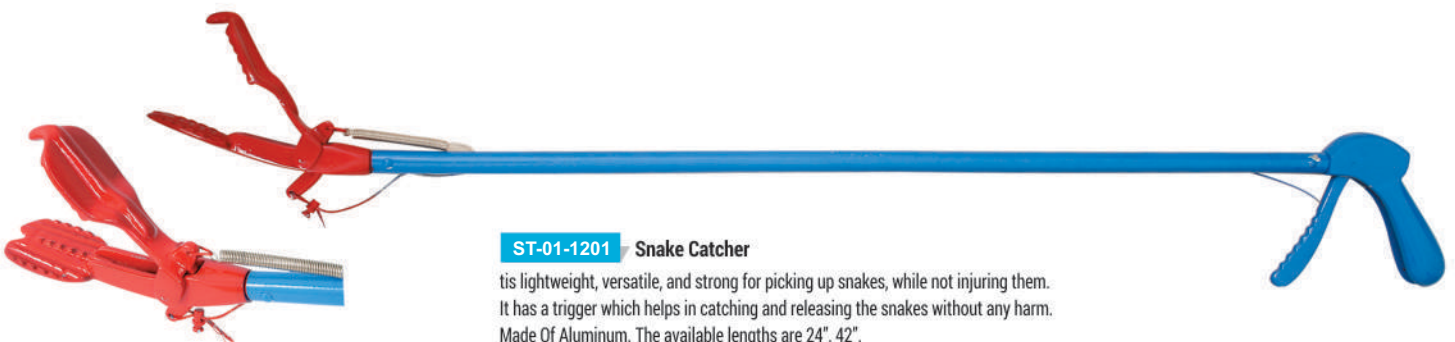 ST-01-1201 Snake Catcher
tis lightweight, versatile, and strong for picking up snakes, while not injuring them.
It has a trigger which helps in catching and releasing the snakes without any harm.
Made Of Aluminum. The available lengths are 24”, 42”.